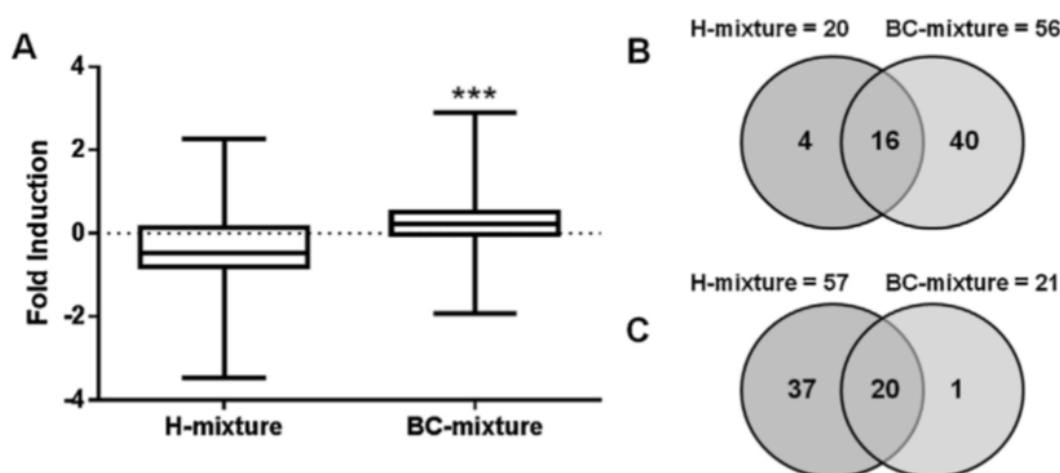 A
4
2
0
-2
-4
Fold Induction
***
H-mixture
BC-mixture
B
H-mixture = 20
BC-mixture = 56
4
16
40
C
H-mixture = 57
BC-mixture = 21
37
20
1